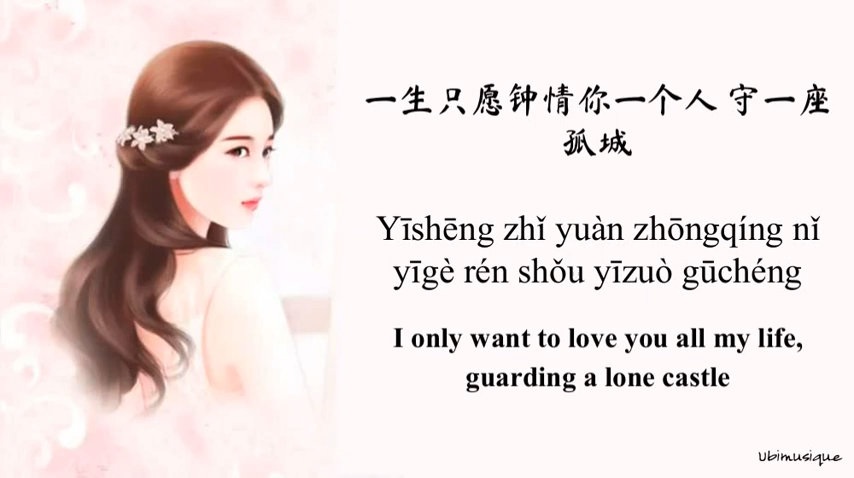 一生只愿钟情你一个人 守一座
孤城
Yīshēng zhǐ yuàn zhōngqíng nǐ
yīgè rén shǒu yīzuò gūchéng
I only want to love you all my life,
guarding a lone castle
Ubimusique